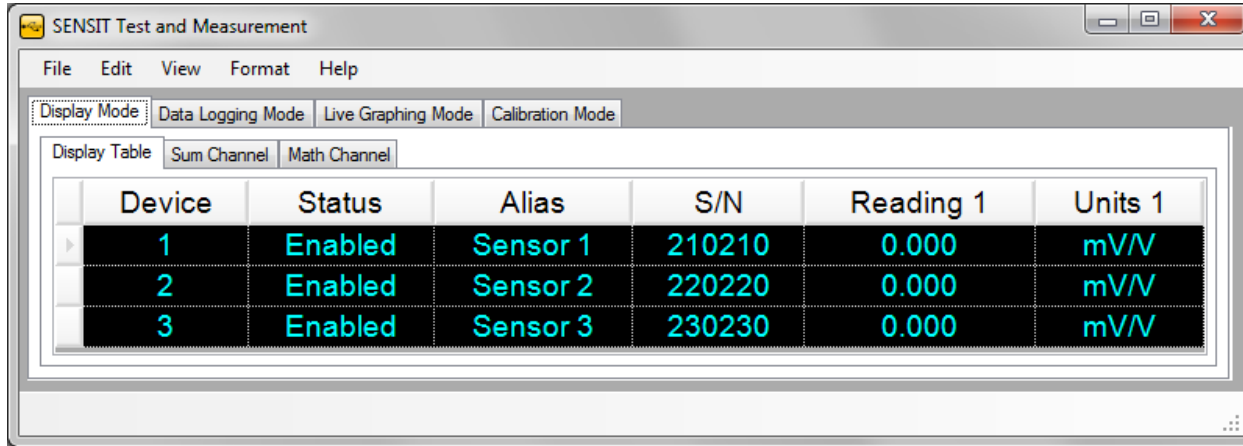 SENSIT Test and Measurement
File Edit View Format Help
Display Mode Data Logging Mode Live Graphing Mode Calibration Mode
Display Table Sum Channel Math Channel
Device Status Alias S/N Reading 1 Units 1
1 Enabled Sensor 1 210210 0.000 mV/V
2 Enabled Sensor 2 220220 0.000 mV/V
3 Enabled Sensor 3 230230 0.000 mV/V